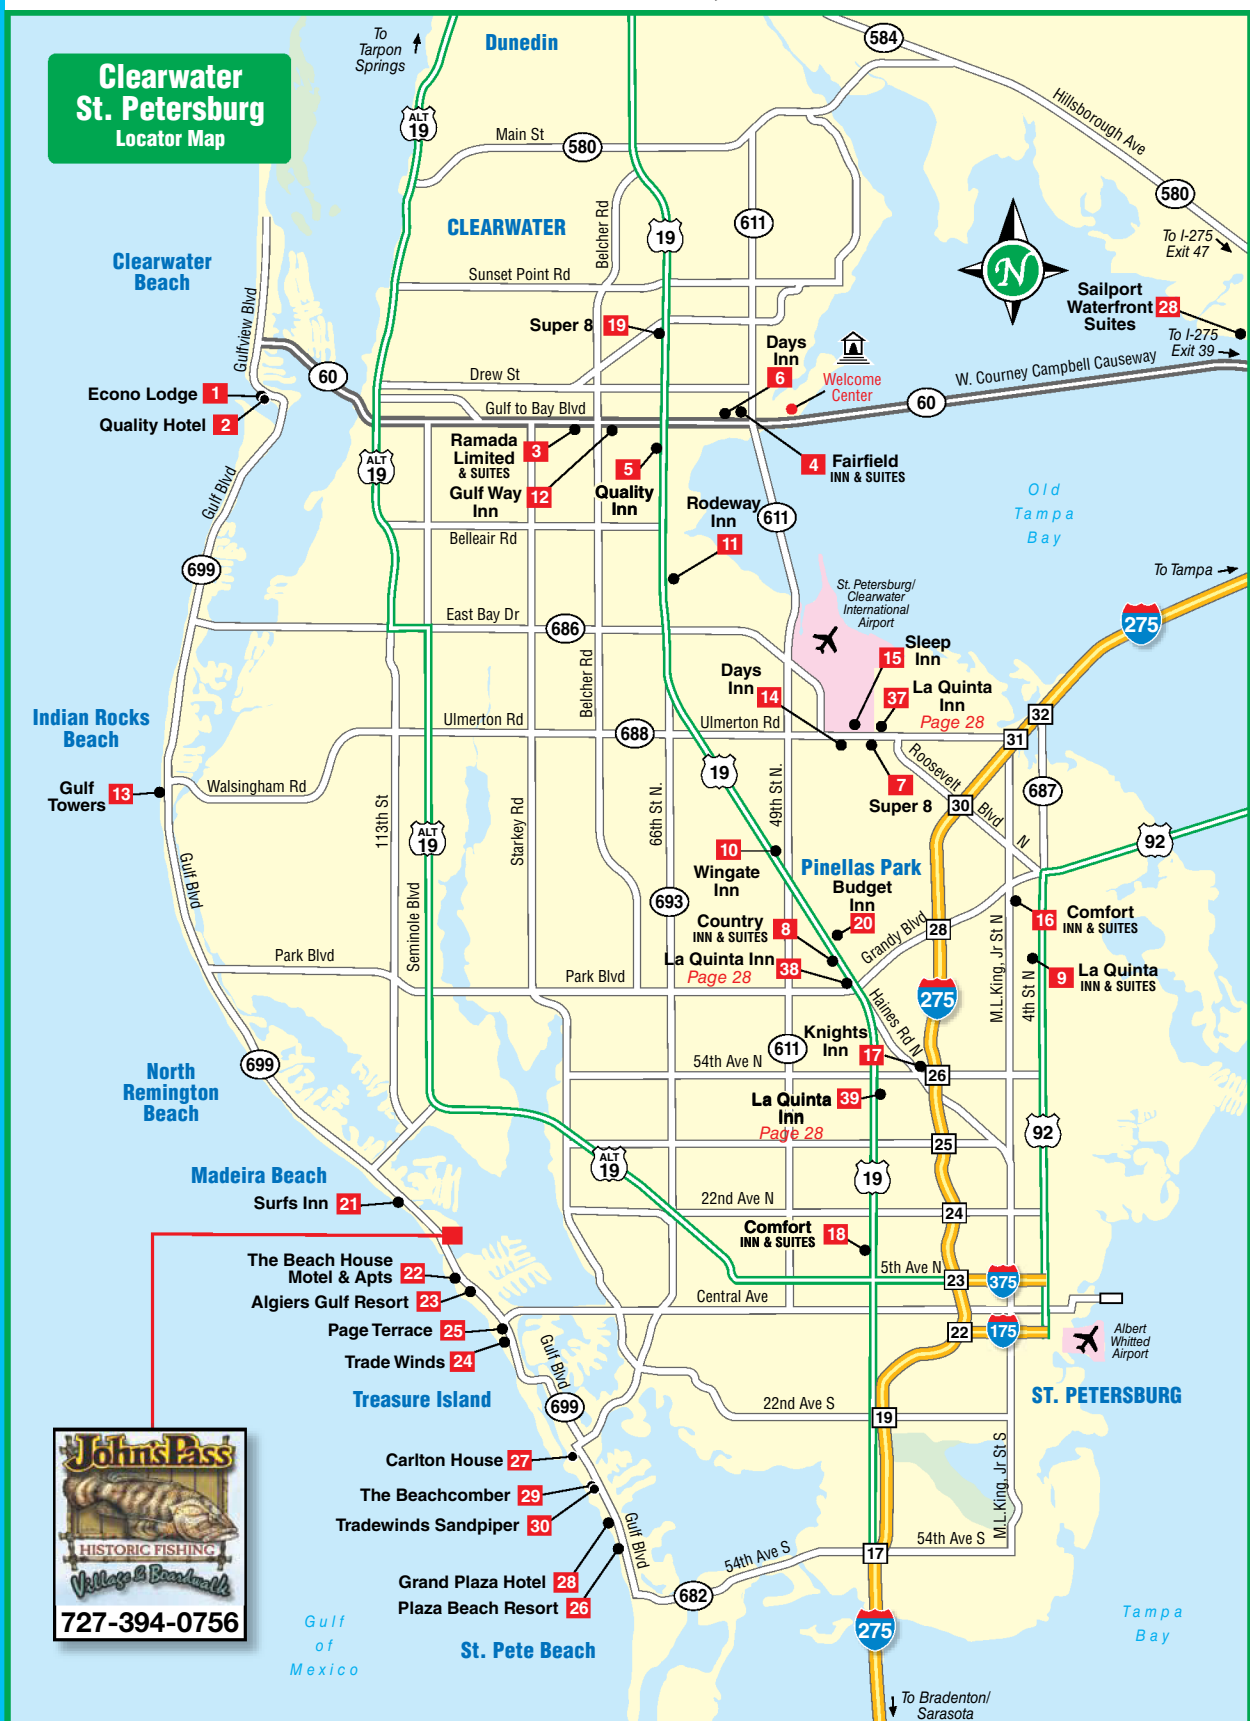 Clearwater
St. Petersburg
Locator Map
To
Tarpon
Springs
Dunedin
584
Hillsborough Ave
ALT
19
Main St
580
580
CLEARWATER
Belcher Rd
19
611
To I-275
Exit 47
Clearwater
Beach
Sunset Point Rd
N
Sailport
Waterfront
Suites
28
Gulfview Blvd
Super 8
19
Days
Inn
6
To I-275
Exit 39
60
Drew St
Welcome
Center
W. Courney Campbell Causeway
60
Econo Lodge
1
Quality Hotel
2
Gulf to Bay Blvd
Ramada
Limited
& SUITES
3
4
Fairfield
INN & SUITES
ALT
19
Gulf Way
Inn
12
5
Quality
Inn
Rodeway
Inn
11
611
Old
Tampa
Bay
Gulf Blvd
Belleair Rd
699
To Tampa
St. Petersburg/
Clearwater
International
Airport
East Bay Dr
686
275
Sleep
Inn
15
Belcher Rd
Days
Inn
14
La Quinta
Inn
37
Page 28
Indian Rocks
Beach
Ulmerton Rd
688
Ulmerton Rd
32
31
Gulf
Towers
13
Walsingham Rd
19
Roosevelt
Blvd
N
7
Super 8
30
687
113th St
ALT
19
Starkey Rd
66th St N.
49th St N.
92
Gulf Blvd
10
Wingate
Inn
Pinellas Park
Budget
Inn
20
Seminole Blvd
693
Country
INN & SUITES
8
Grandy Blvd
28
16
Comfort
INN & SUITES
Park Blvd
Park Blvd
La Quinta Inn
38
Page 28
M.L.King, Jr St N
4th St N
9
La Quinta
INN & SUITES
275
Haines Rd N
699
54th Ave N
611
Knights
Inn
17
26
North
Remington
Beach
La Quinta
Inn
39
Page 28
92
25
Madeira Beach
ALT
19
19
Surfs Inn
21
22nd Ave N
24
Comfort
INN & SUITES
18
The Beach House
Motel & Apts
22
5th Ave N
23
375
Algiers Gulf Resort
23
Central Ave
Page Terrace
25
22
175
Albert
Whitted
Airport
Trade Winds
24
Gulf Blvd
Treasure Island
ST. PETERSBURG
699
22nd Ave S
19
John'sPass
HISTORIC FISHING
Village & Boardwalk
727-394-0756
Carlton House
27
M.L.King, Jr St S
The Beachcomber
29
Tradewinds Sandpiper
30
Gulf Blvd
54th Ave S
54th Ave S
17
Grand Plaza Hotel
28
Plaza Beach Resort
26
682
Gulf
of
Mexico
St. Pete Beach
275
Tampa
Bay
To Bradenton/
Sarasota